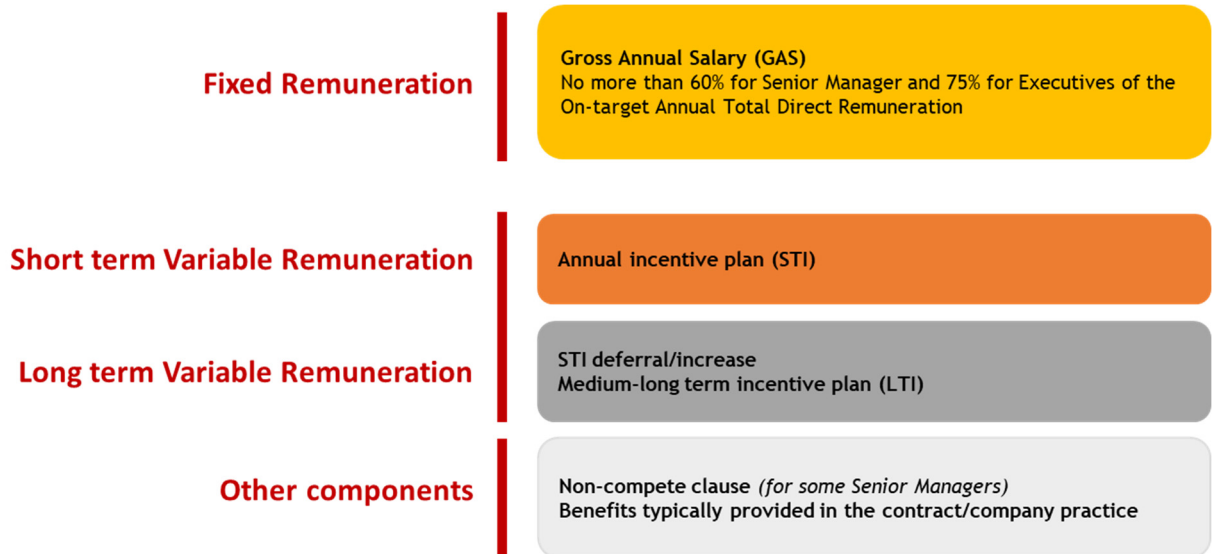 Fixed Remuneration
Gross Annual Salary (GAS)
No more than 60% for Senior Manager and 75% for Executives of the
On-target Annual Total Direct Remuneration
Short term Variable Remuneration
Annual incentive plan (STI)
Long term Variable Remuneration
STI deferral/increase
Medium-long term incentive plan (LTI)
Other components
Non-compete clause (for some Senior Managers)
Benefits typically provided in the contract/company practice